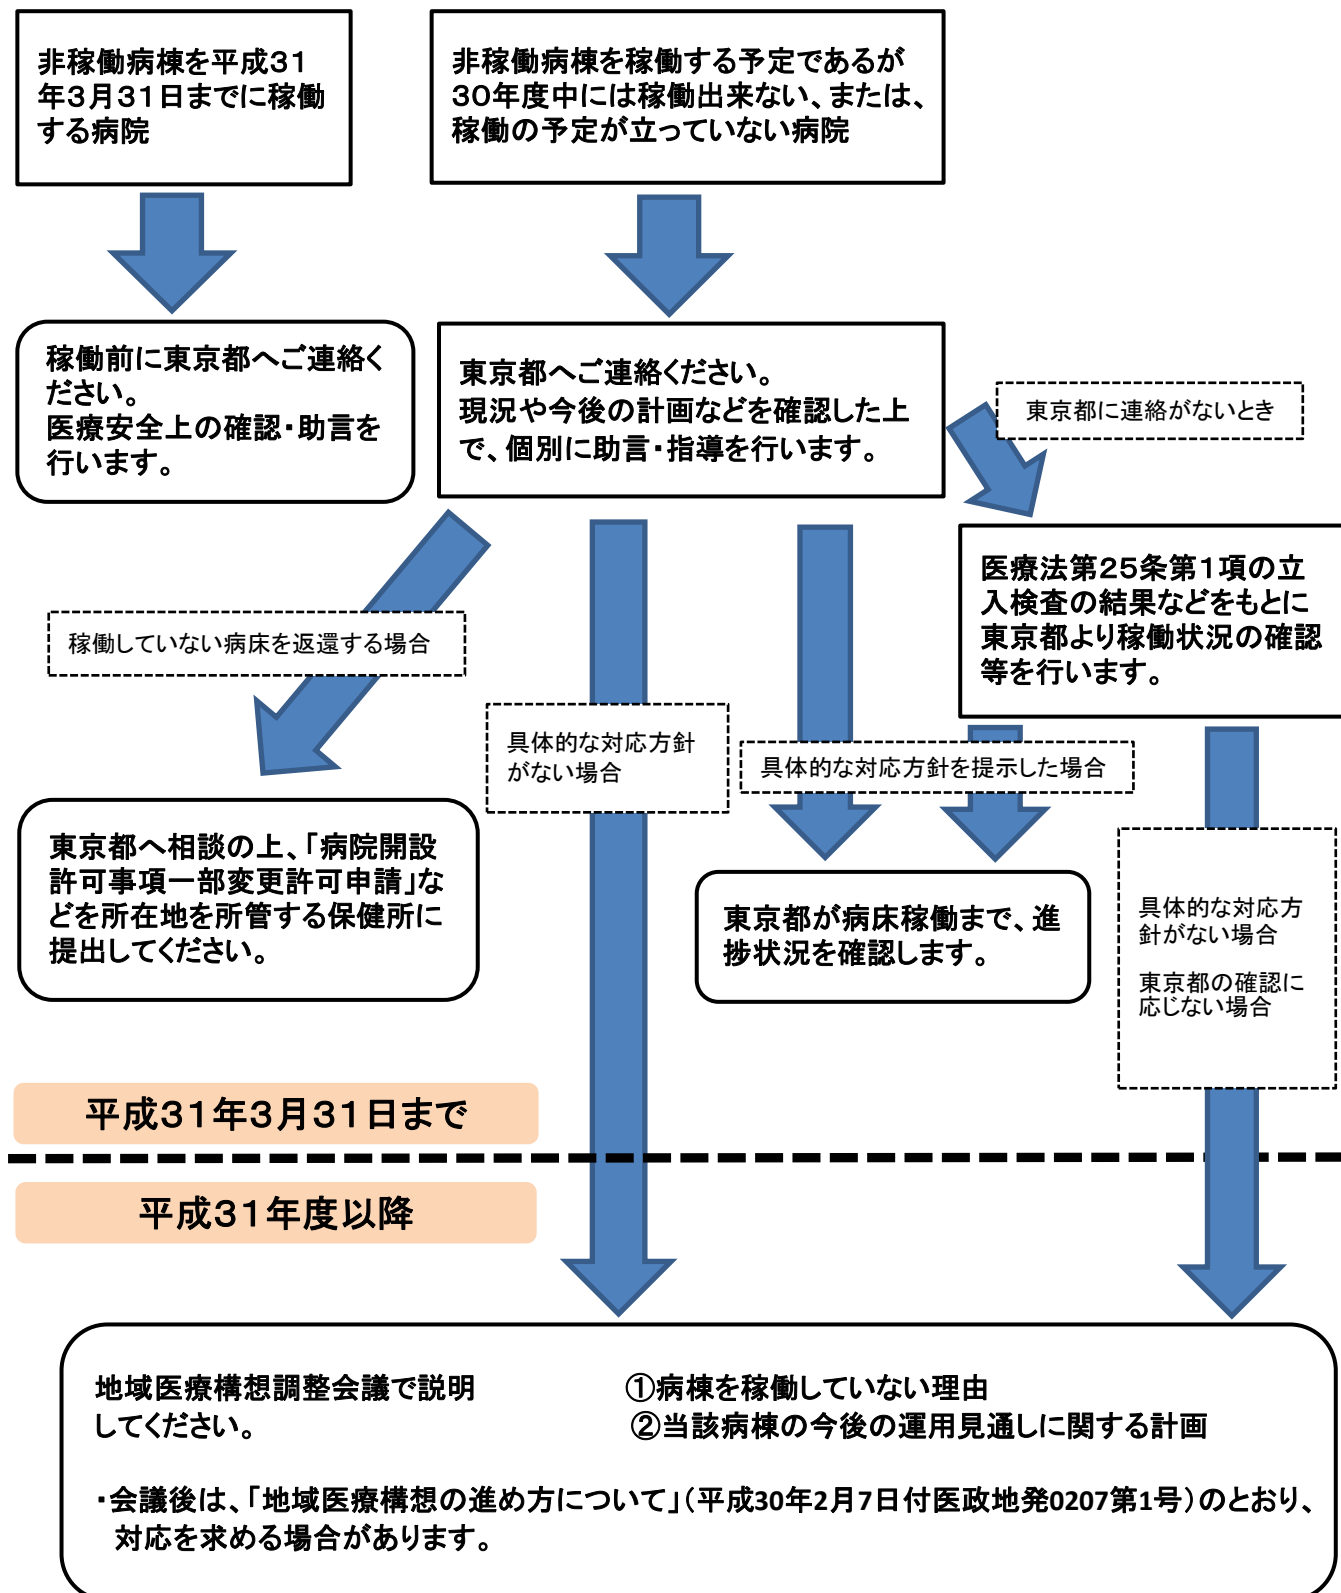 非稼働病棟を平成31
年3月31日までに稼働
する病院
非稼働病棟を稼働する予定であるが
30年度中には稼働出来ない、または、
稼働の予定が立っていない病院
稼働前に東京都へご連絡く
ださい。
医療安全上の確認・助言を
行います。
東京都へご連絡ください。
現況や今後の計画などを確認した上
で、個別に助言・指導を行います。
東京都に連絡がないとき
医療法第25条第1項の立
入検査の結果などをもとに
東京都より稼働状況の確認
等を行います。
稼働していない病床を返還する場合
具体的な対応方針
がない場合
具体的な対応方針を提示した場合
東京都へ相談の上、「病院開設
許可事項一部変更許可申請」な
どを所在地を所管する保健所に
提出してください。
東京都が病床稼働まで、進
捗状況を確認します。
具体的な対応方
針がない場合
東京都の確認に
応じない場合
平成31年3月31日まで
平成31年度以降
地域医療構想調整会議で説明
してください。
①病棟を稼働していない理由
②当該病棟の今後の運用見通しに関する計画
・会議後は、「地域医療構想の進め方について」(平成30年2月7日付医政地発0207第1号)のとおり、
対応を求める場合があります。